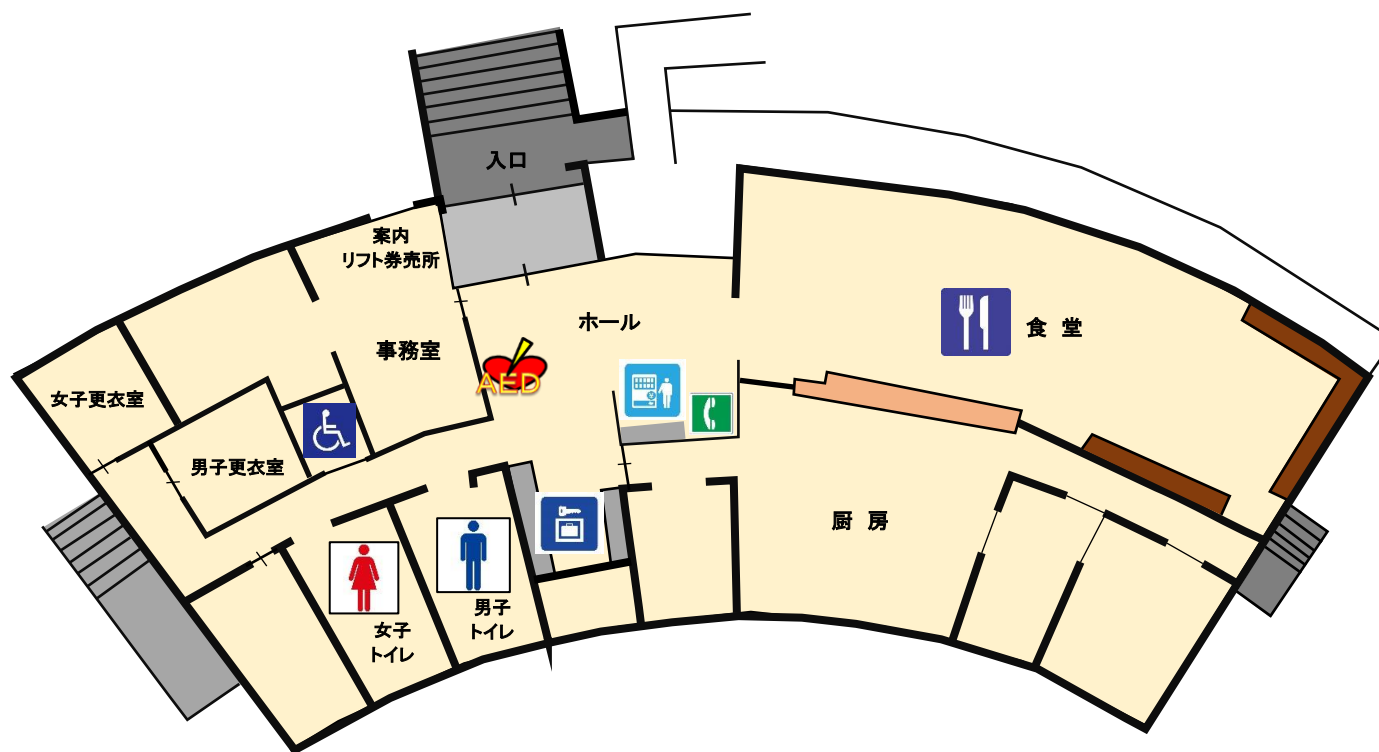 入口
案内
リフト券売所
ホール
食 堂
事務室
AED
女子更衣室
男子更衣室
厨 房
男子
トイレ
女子
トイレ